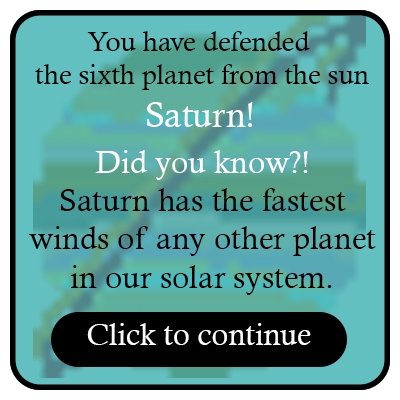 You have defended
the sixth planet from the sun
Saturn!
Did you know?!
Saturn has the fastest
winds of any other planet
in our solar system.
Click to continue